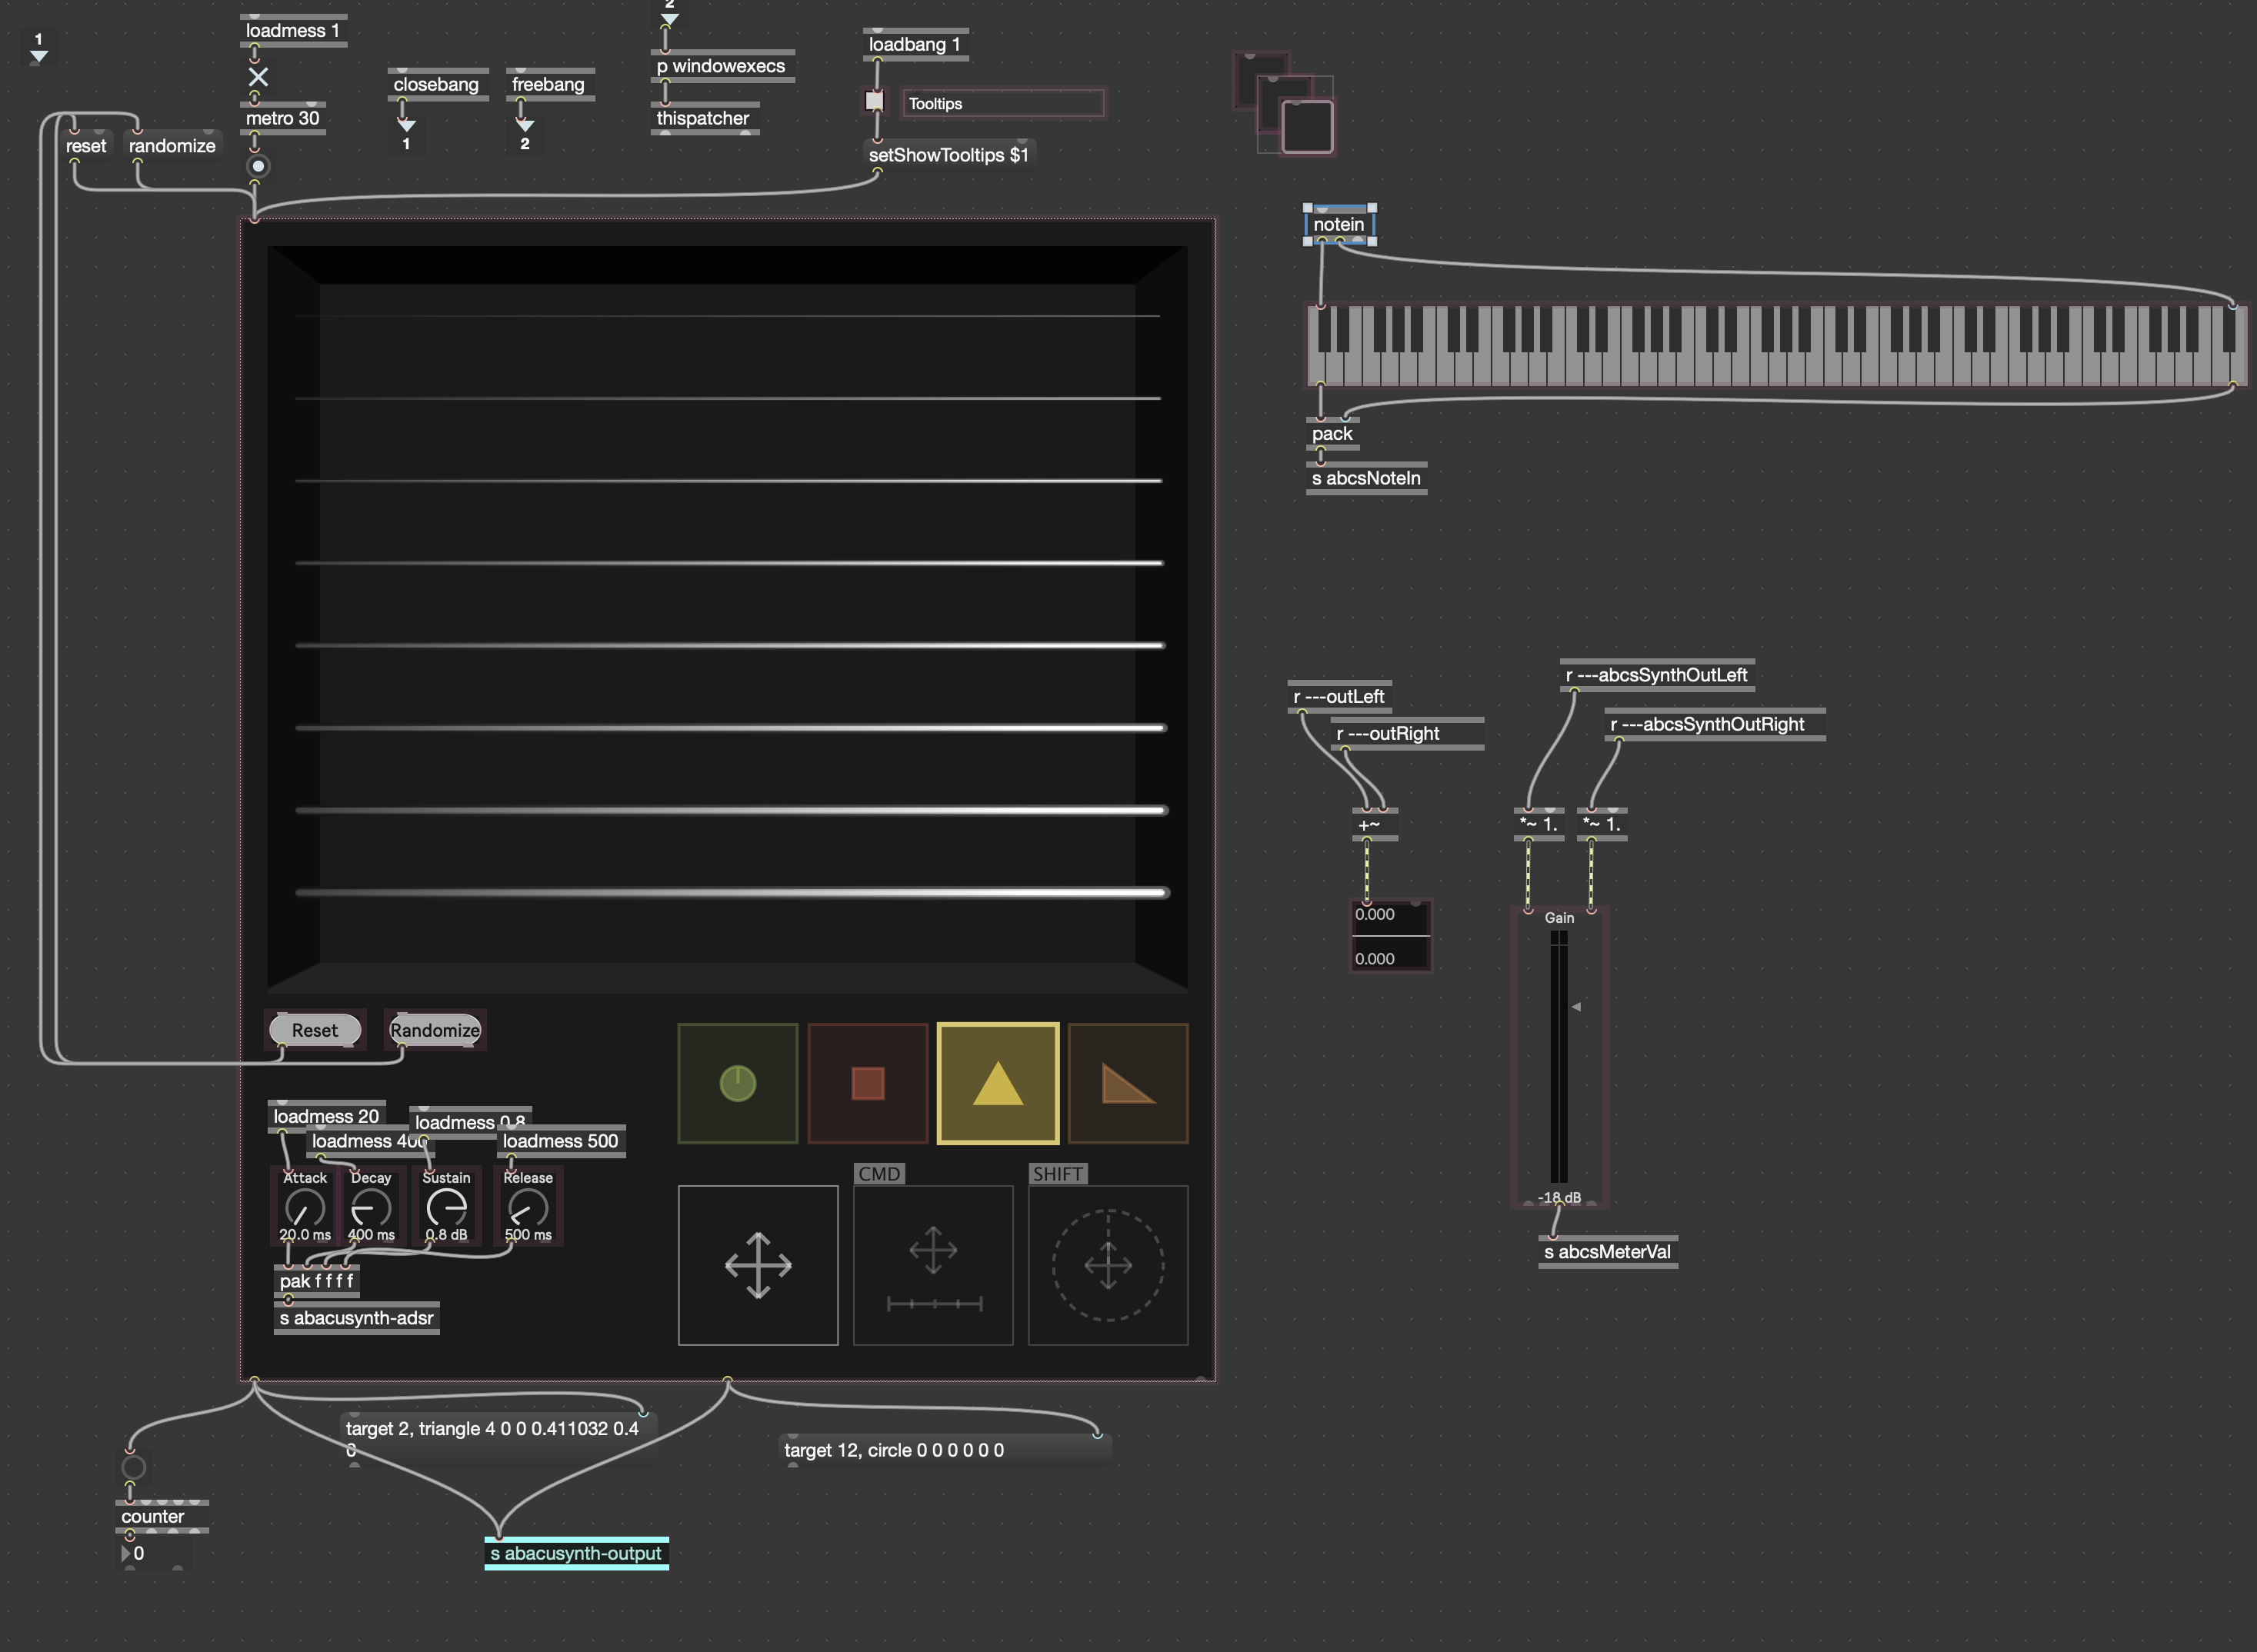 1
loadmess 1
metro 30
reset
randomize
closebang
1
freebang
2
2
p windowexecs
thispatcher
loadbang 1
Tooltips
setShowTooltips $1
notein
pack
s abcsNoteIn
r ---outLeft
r ---outRight
+~
0.000
0.000
r ---abcsSynthOutLeft
r ---abcsSynthOutRight
*~ 1.
*~ 1.
Gain
-18 dB
s abcsMeterVal
Reset
Randomize
loadmess 20
loadmess 400
loadmess 0.8
loadmess 500
Attack
Decay
Sustain
Release
20.0 ms
400 ms
0.8 dB
500 ms
pak f f f f
s abacusynth-adsr
CMD
SHIFT
target 2, triangle 4 0 0 0.411032 0.4
0
target 12, circle 0 0 0 0 0 0
counter
0
s abacusynth-output